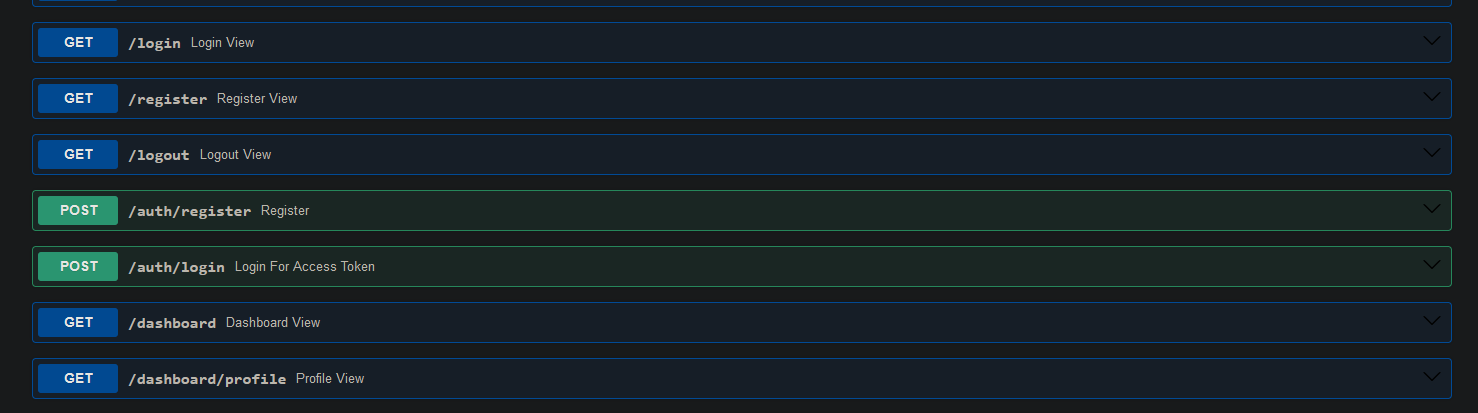 GET /login Login View
GET /register Register View
GET /logout Logout View
POST /auth/register Register
POST /auth/login Login For Access Token
GET /dashboard Dashboard View
GET /dashboard/profile Profile View